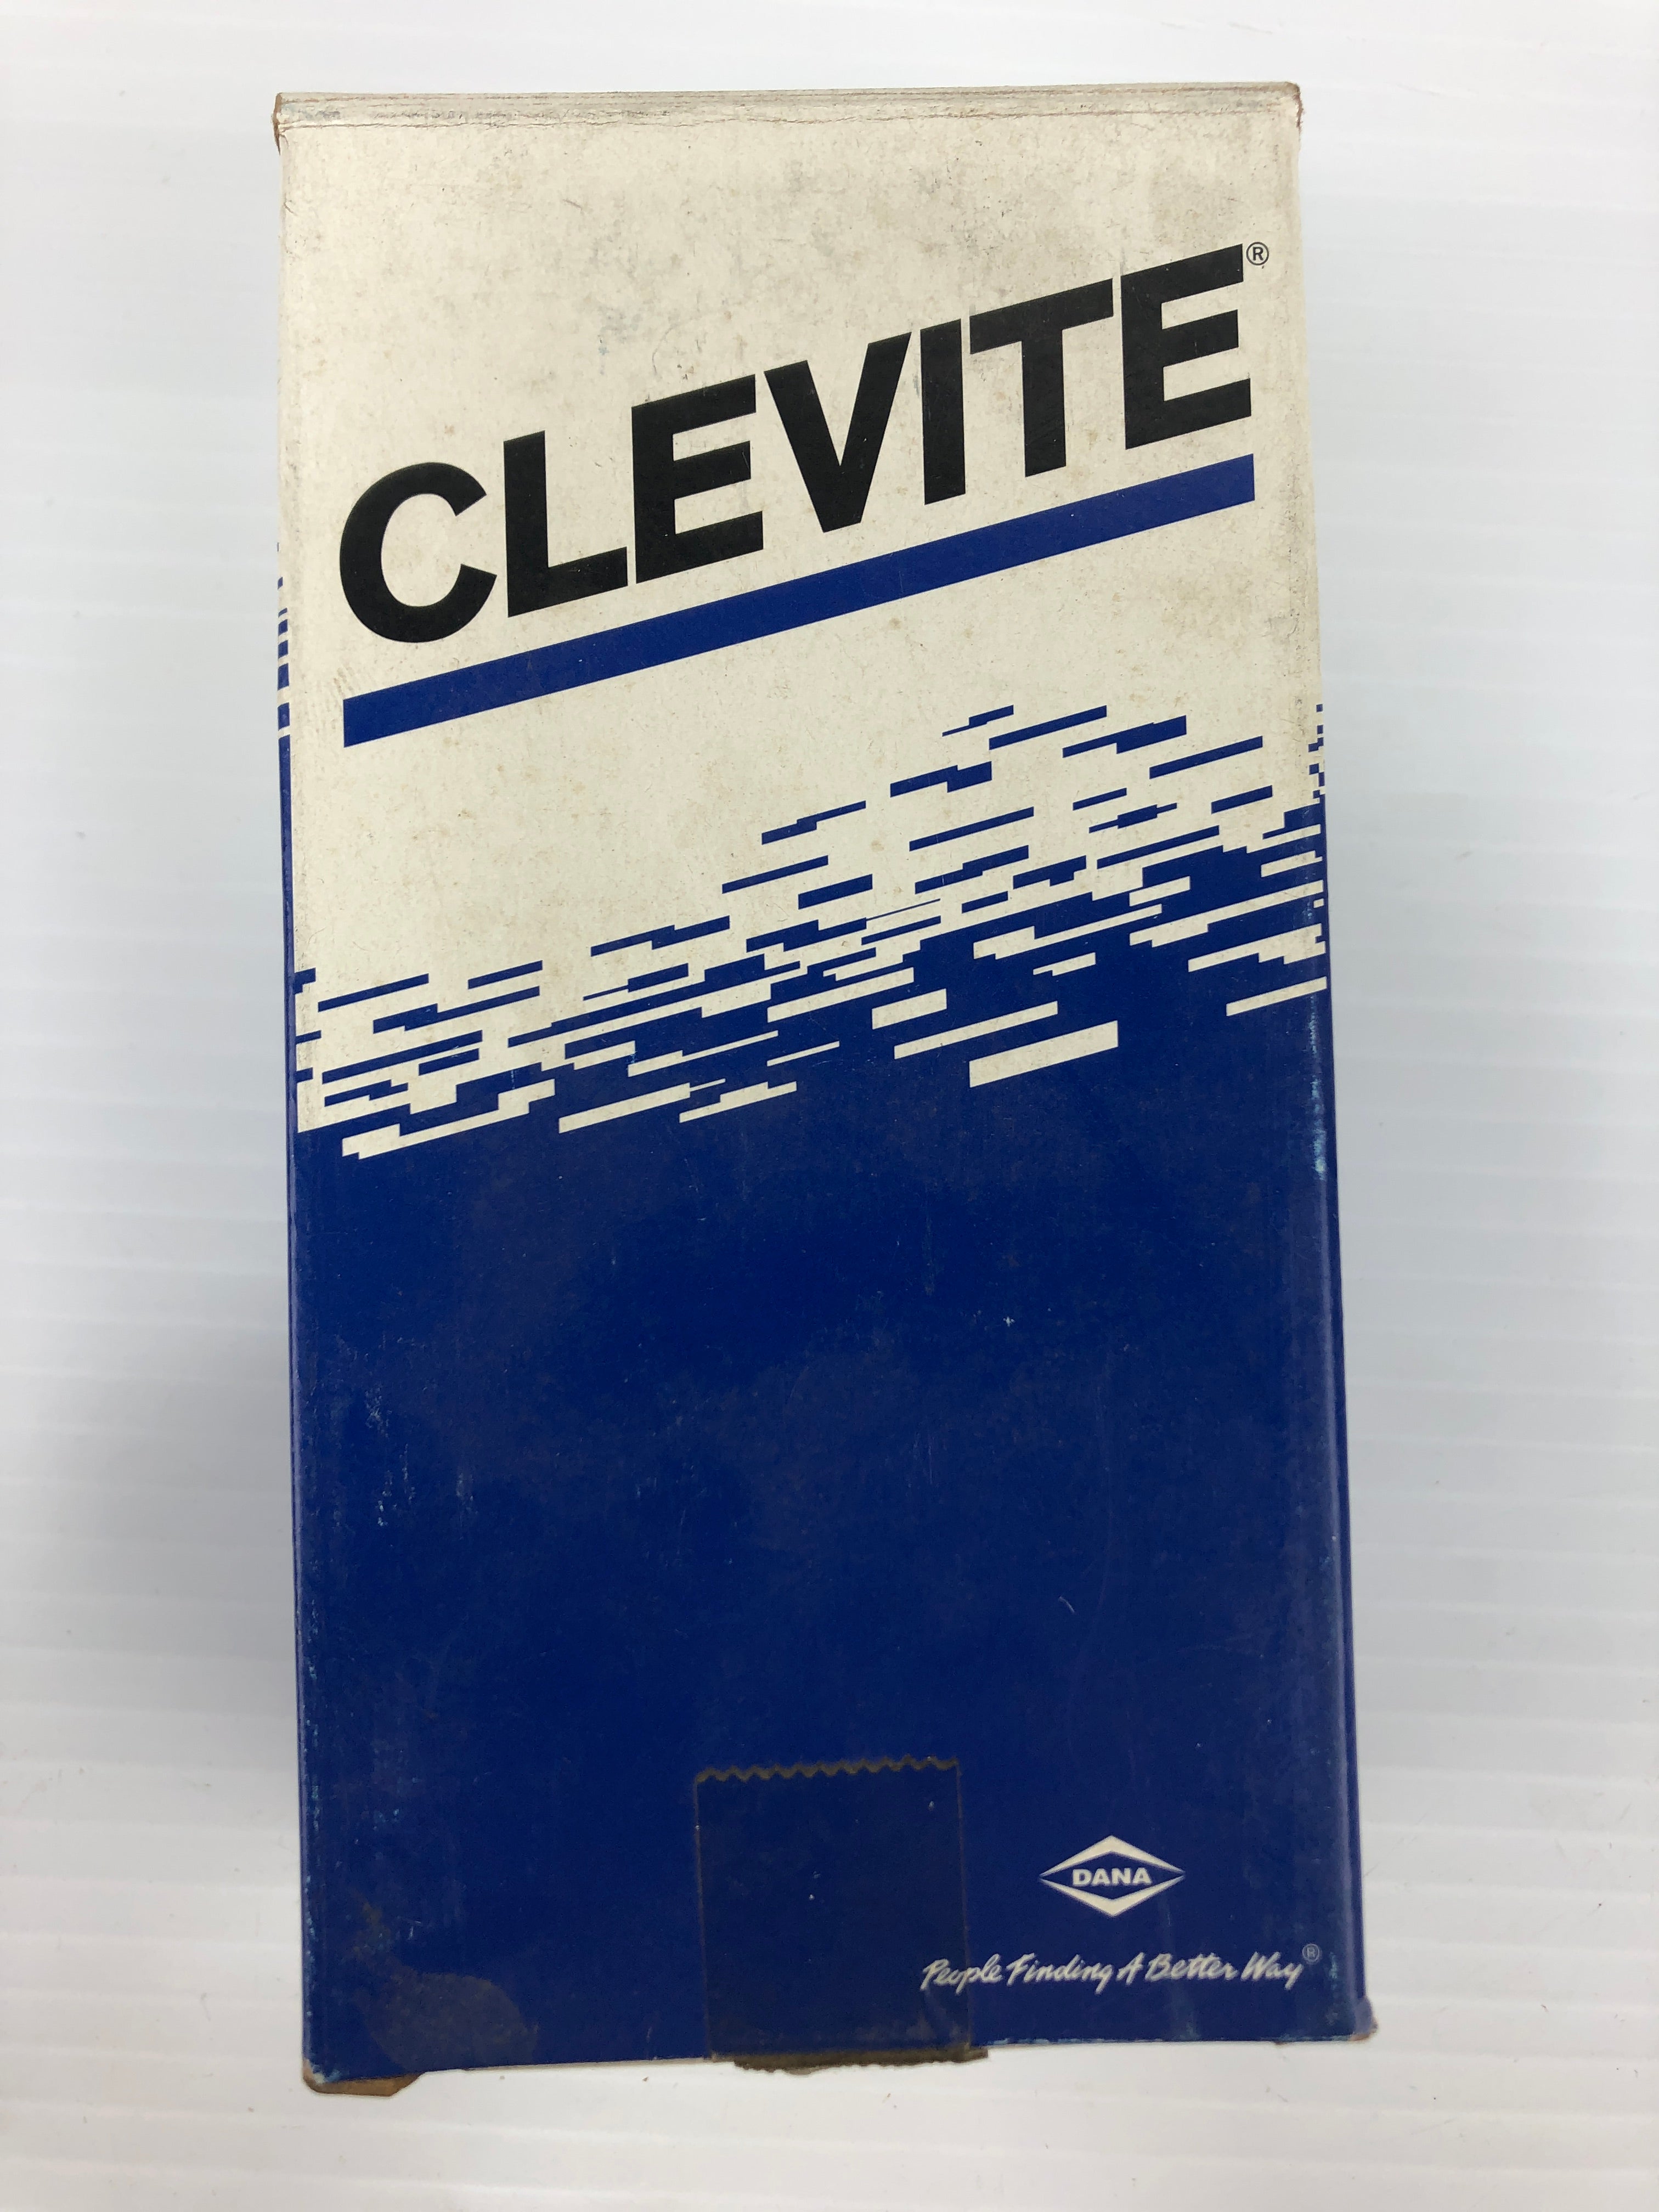 CLEVITE®
DANA
People Finding A Better Way®